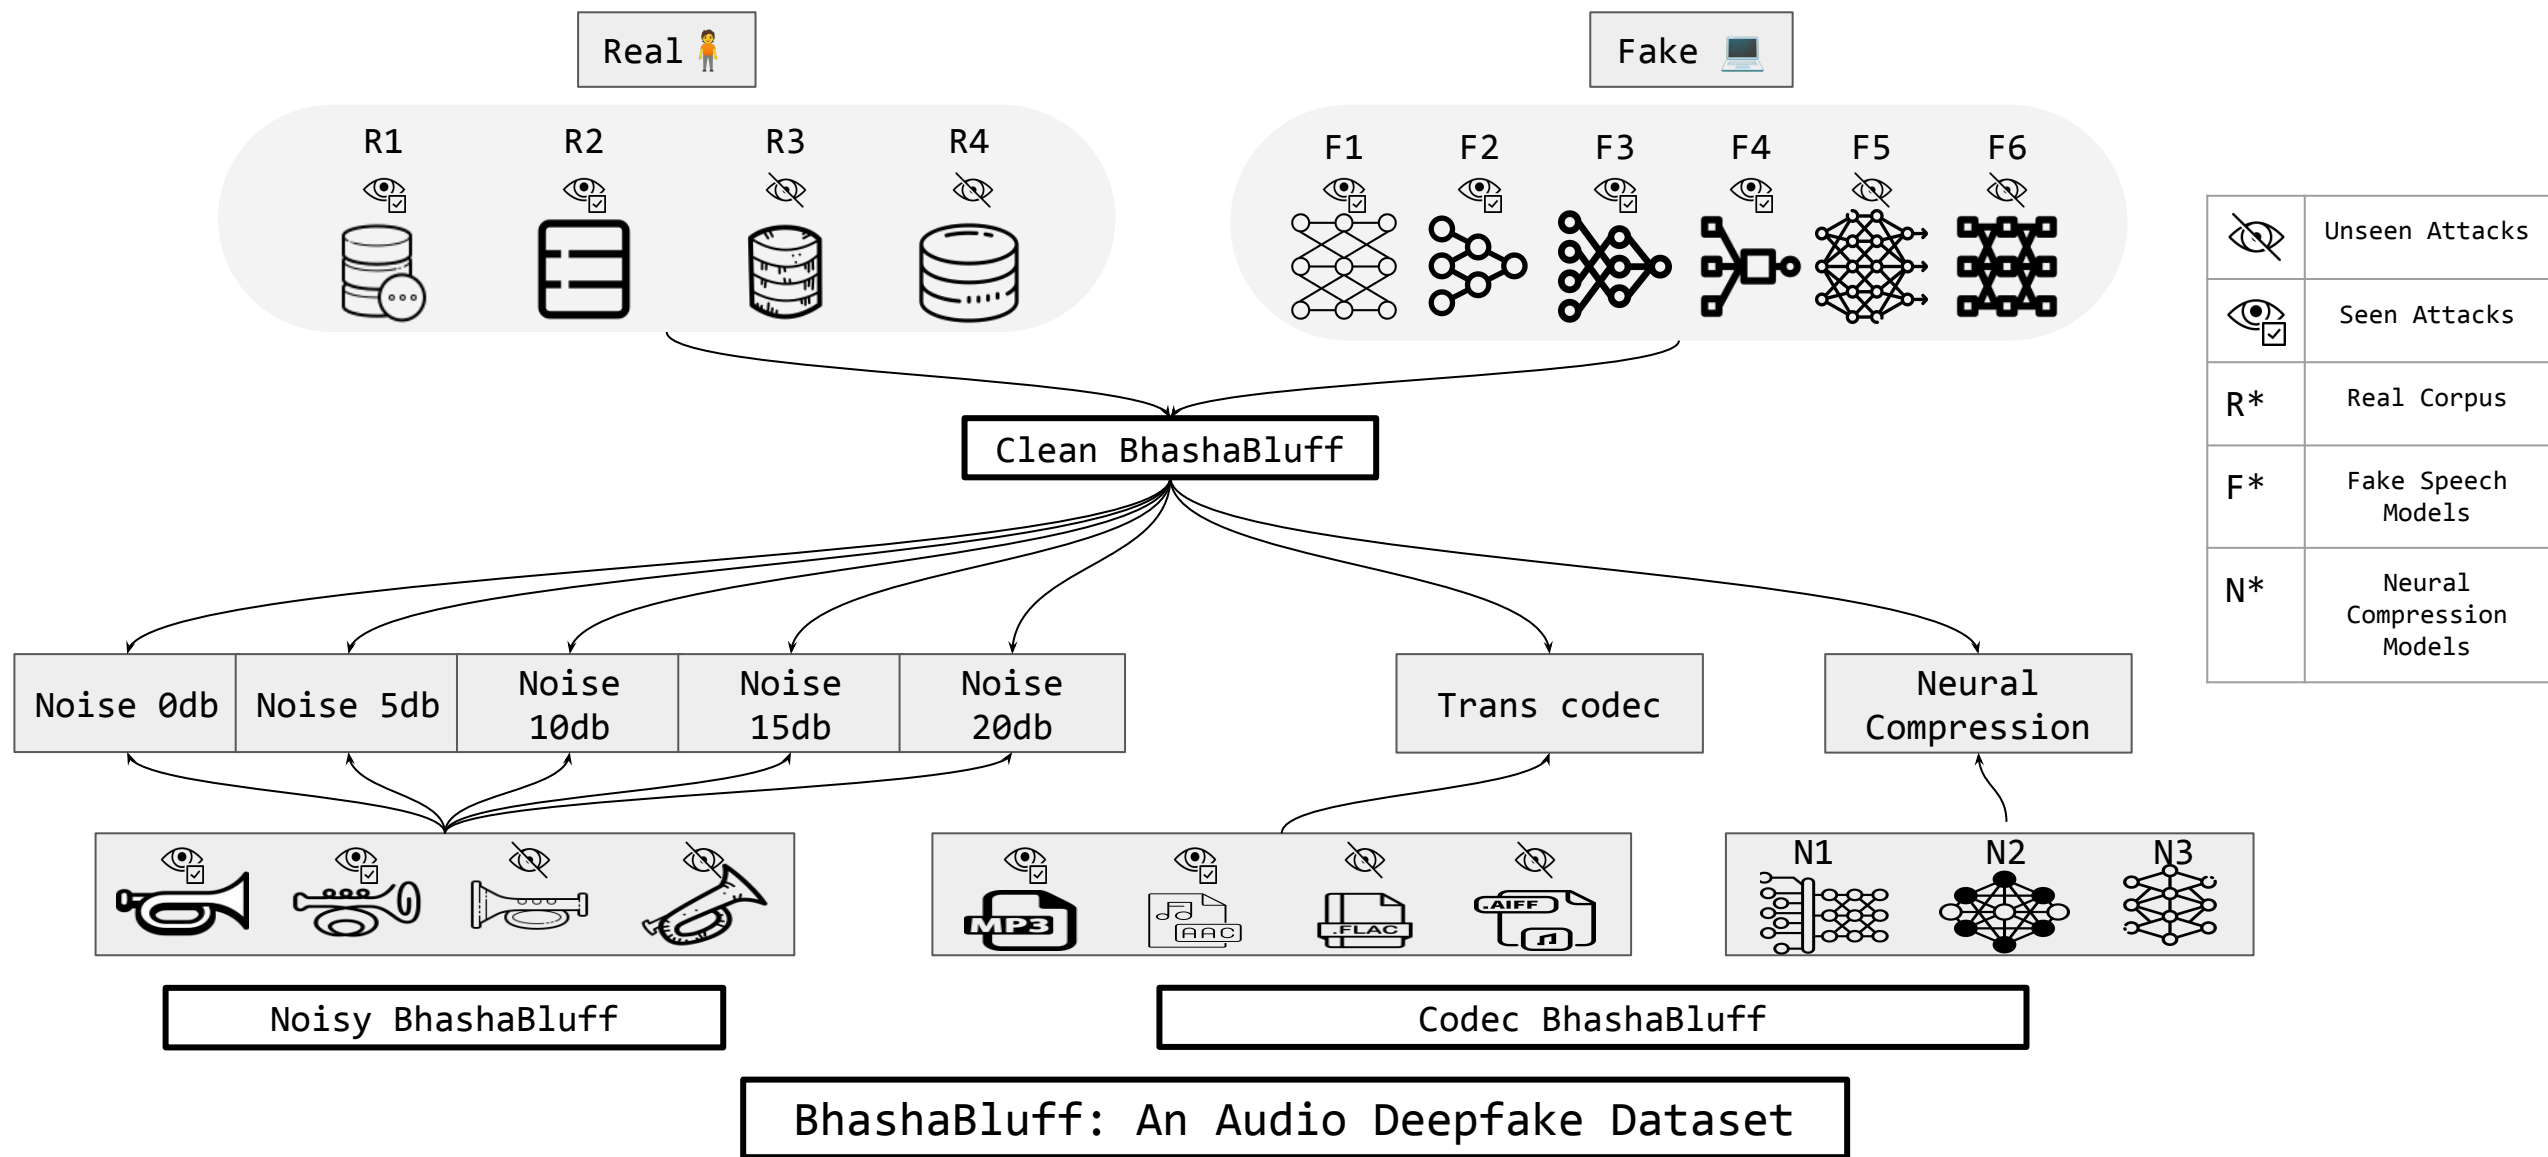 Real
Fake
R1
R2
R3
R4
F1
F2
F3
F4
F5
F6
Unseen Attacks
Seen Attacks
R*
Real Corpus
F*
Fake Speech
Models
N*
Neural
Compression
Models
Clean BhashaBluff
Noise 0db
Noise 5db
Noise
10db
Noise
15db
Noise
20db
Trans codec
Neural
Compression
MP3
AAC
.FLAC
.AIFF
N1
N2
N3
Noisy BhashaBluff
Codec BhashaBluff
BhashaBluff: An Audio Deepfake Dataset